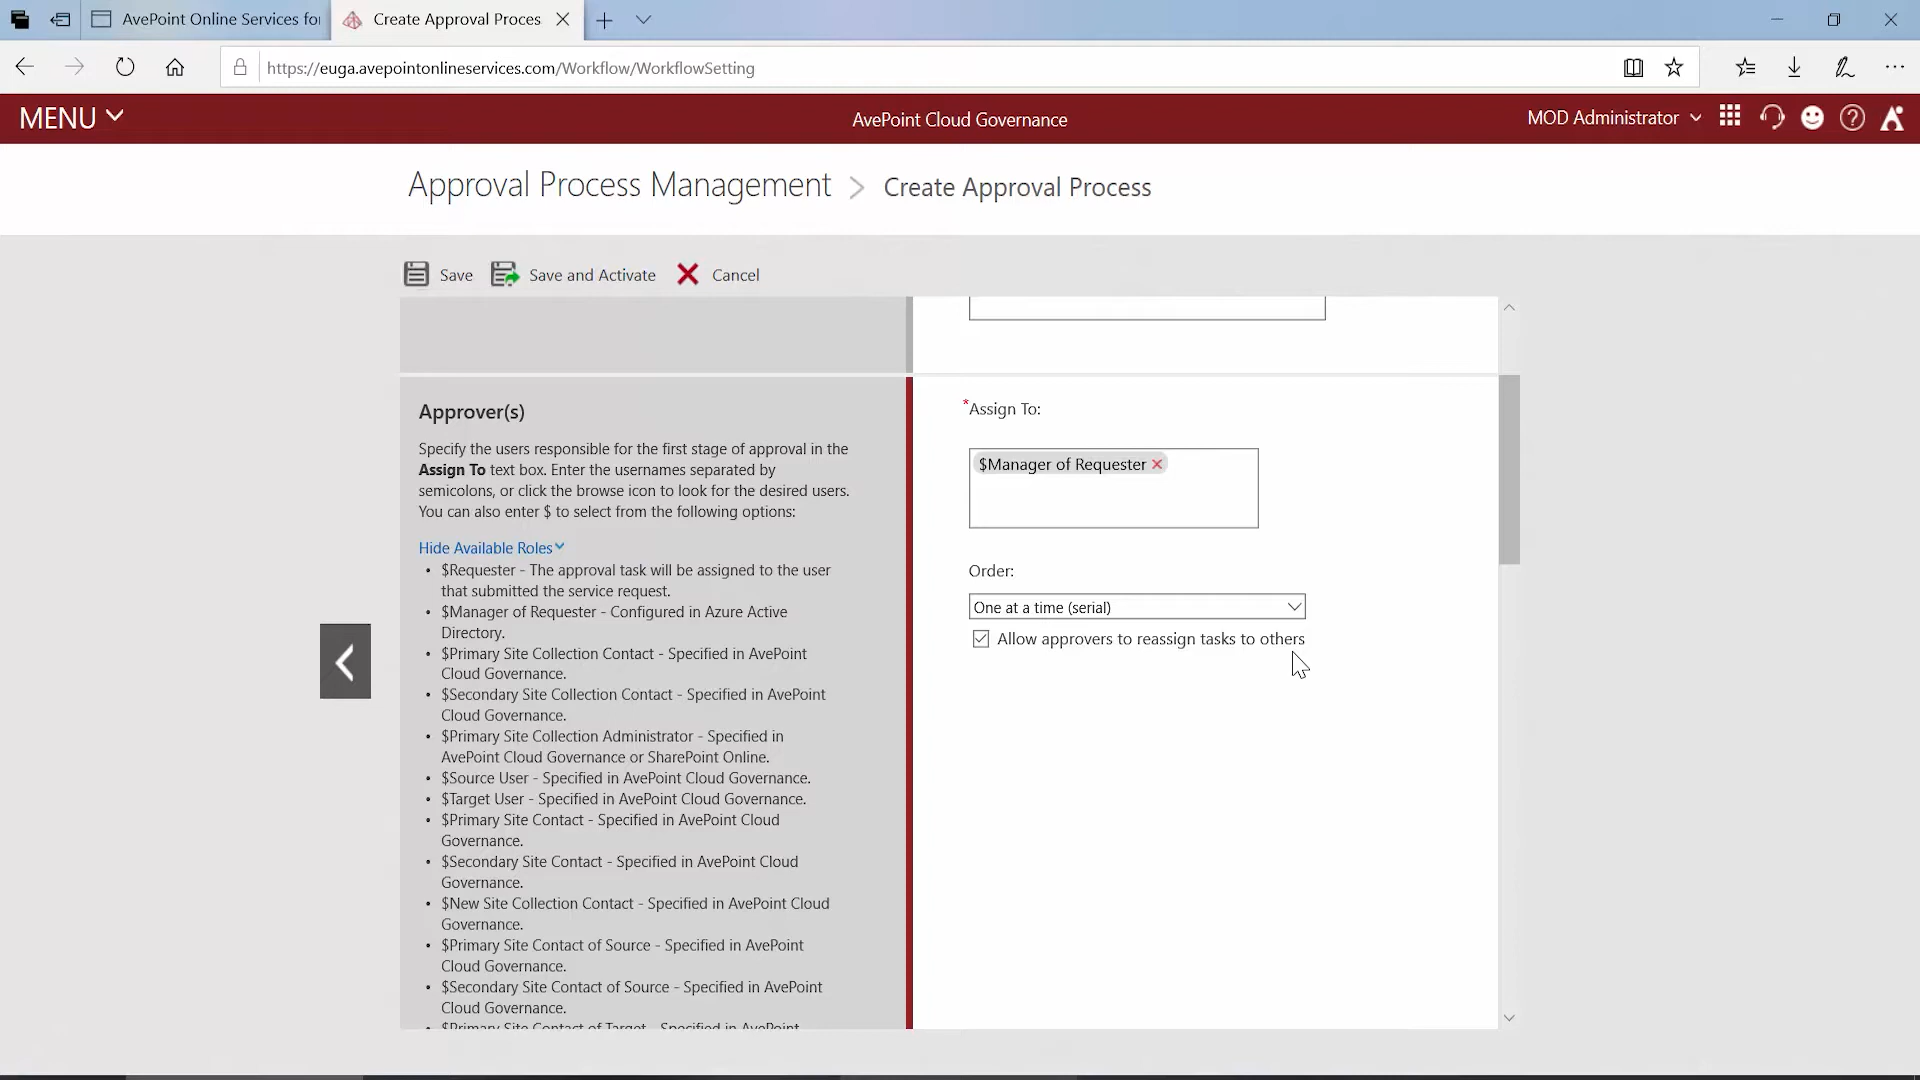 AvePoint Online Services fo
Create Approval Proces
https://euga.avepointonlineservices.com/Workflow/WorkflowSetting
MENU
AvePoint Cloud Governance
MOD Administrator
Approval Process Management > Create Approval Process
Save
Save and Activate
Cancel
Approver(s)
Specify the users responsible for the first stage of approval in the
Assign To text box. Enter the usernames separated by
semicolons, or click the browse icon to look for the desired users.
You can also enter $ to select from the following options:
Hide Available Roles
• $Requester - The approval task will be assigned to the user
that submitted the service request.
• $Manager of Requester - Configured in Azure Active
Directory.
• $Primary Site Collection Contact - Specified in AvePoint
Cloud Governance.
• $Secondary Site Collection Contact - Specified in AvePoint
Cloud Governance.
• $Primary Site Collection Administrator - Specified in
AvePoint Cloud Governance or SharePoint Online.
• $Source User - Specified in AvePoint Cloud Governance.
• $Target User - Specified in AvePoint Cloud Governance.
• $Primary Site Contact - Specified in AvePoint Cloud
Governance.
• $Secondary Site Contact - Specified in AvePoint Cloud
Governance.
• $New Site Collection Contact - Specified in AvePoint Cloud
Governance.
• $Primary Site Contact of Source - Specified in AvePoint
Cloud Governance.
• $Secondary Site Contact of Source - Specified in AvePoint
Cloud Governance.
• $Primary Site Contact of Target - Specified in AvePoint
*Assign To:
$Manager of Requester
Order:
One at a time (serial)
Allow approvers to reassign tasks to others